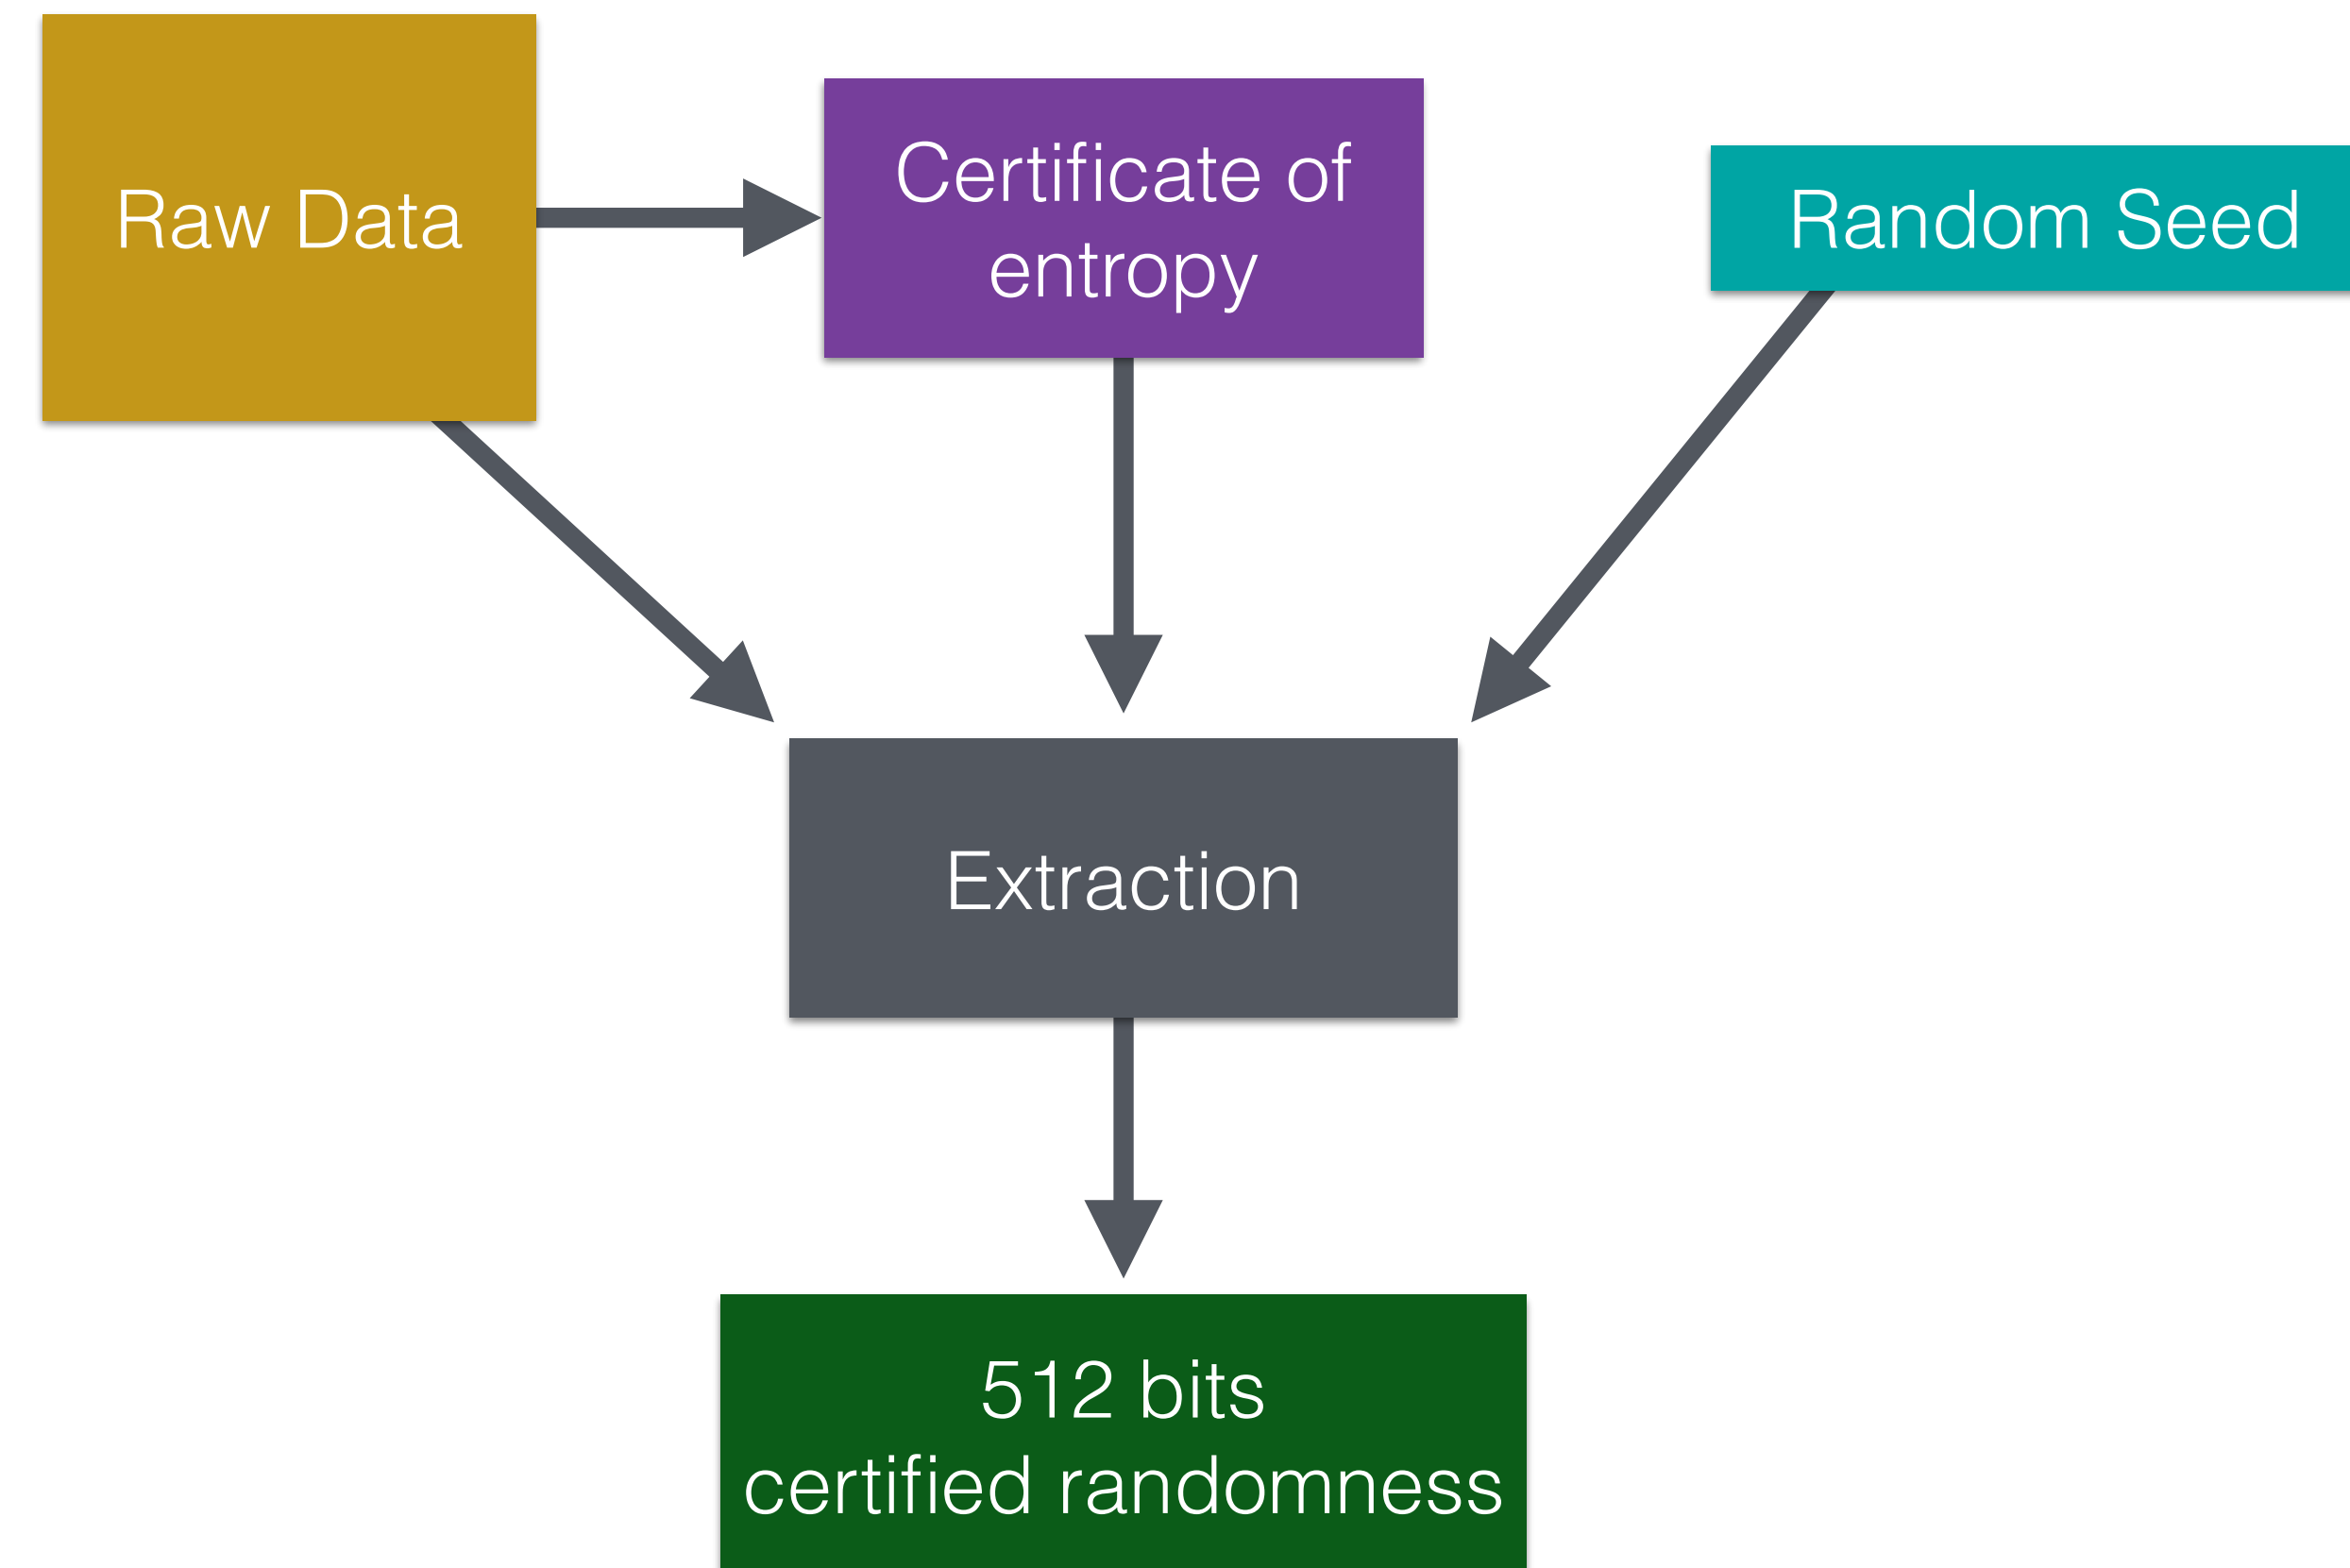 Raw Data
Certificate of
entropy
Random Seed
Extraction
512 bits
certified randomness